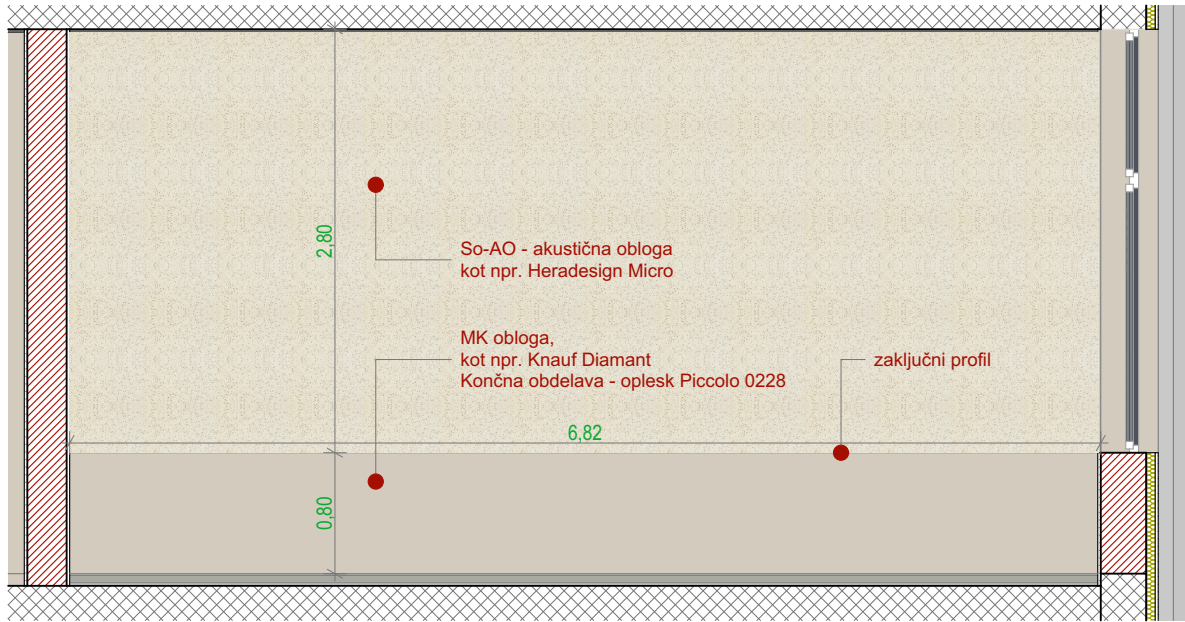 2,80
So-AO - akustična obloga
kot npr. Heradesign Micro
MK obloga,
kot npr. Knauf Diamant
Končna obdelava - oplesk Piccolo 0228
zaključni profil
6,82
0,80